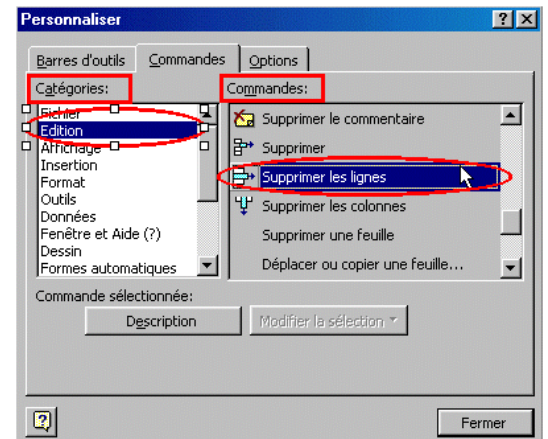 Personnaliser
Barres d'outils Commandes Options
Catégories:
Fichier
Edition
Affichage
Insertion
Format
Outils
Données
Fenêtre et Aide (?)
Dessin
Formes automatiques
Commandes:
Supprimer le commentaire
Supprimer
Supprimer les lignes
Supprimer les colonnes
Supprimer une feuille
Déplacer ou copier une feuille...
Commande sélectionnée:
Description Modifier la sélection
Fermer